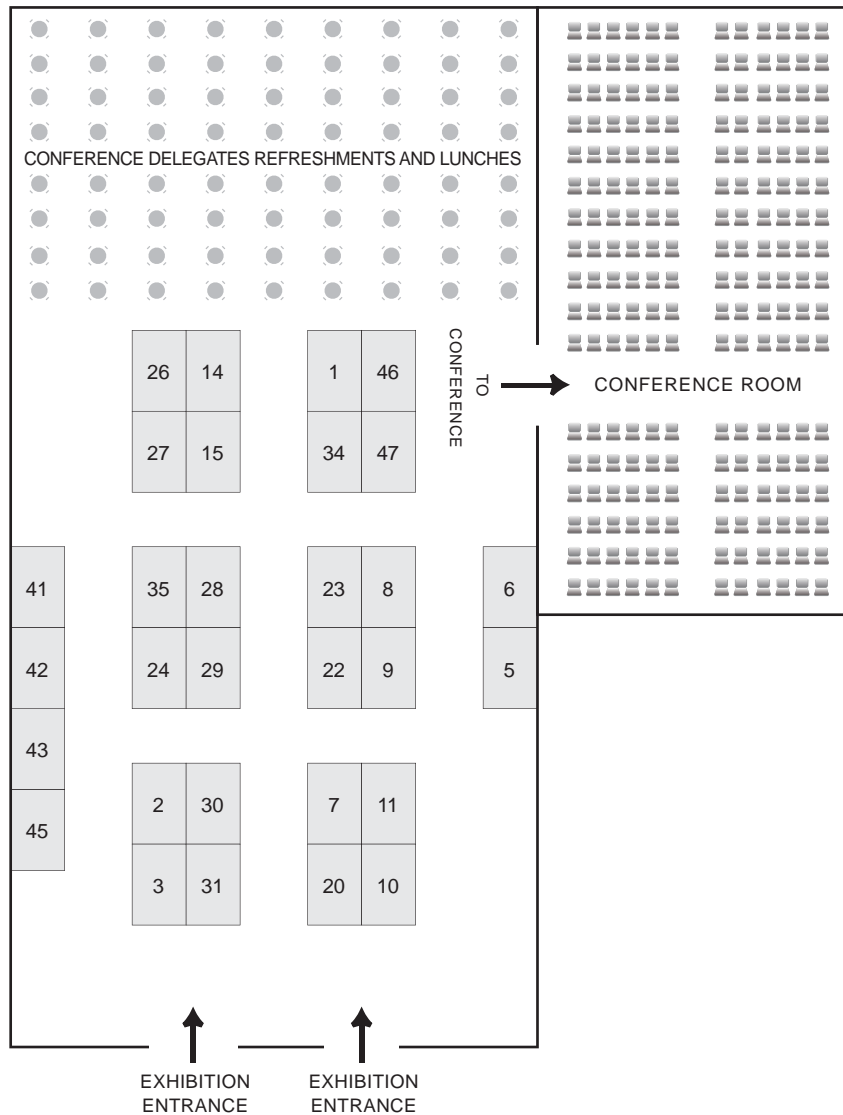 CONFERENCE DELEGATES REFRESHMENTS AND LUNCHES
26 14 1 46
27 15 34 47
TO
CONFERENCE
CONFERENCE ROOM
41 35 28 23 8 6
42 24 29 22 9 5
43
2 30 7 11
45
3 31 20 10
EXHIBITION
ENTRANCE
EXHIBITION
ENTRANCE